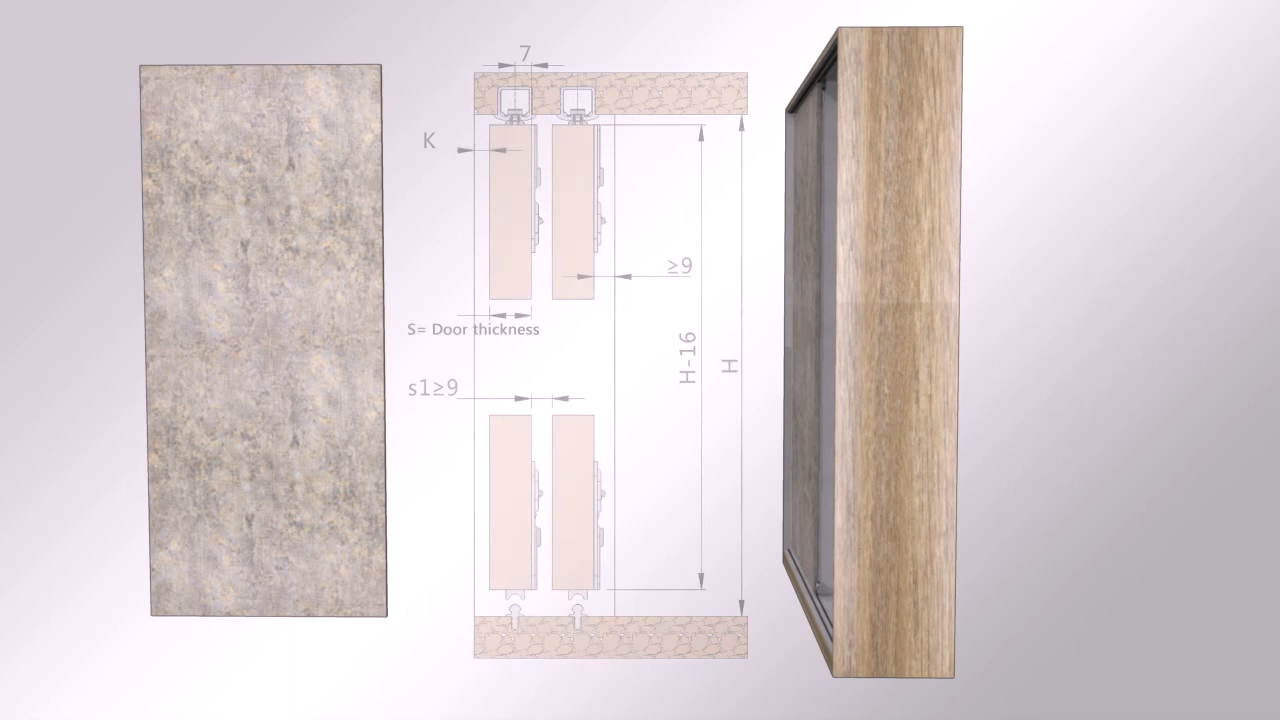 7
K
≥9
S= Door thickness
H-16
H
s1≥9